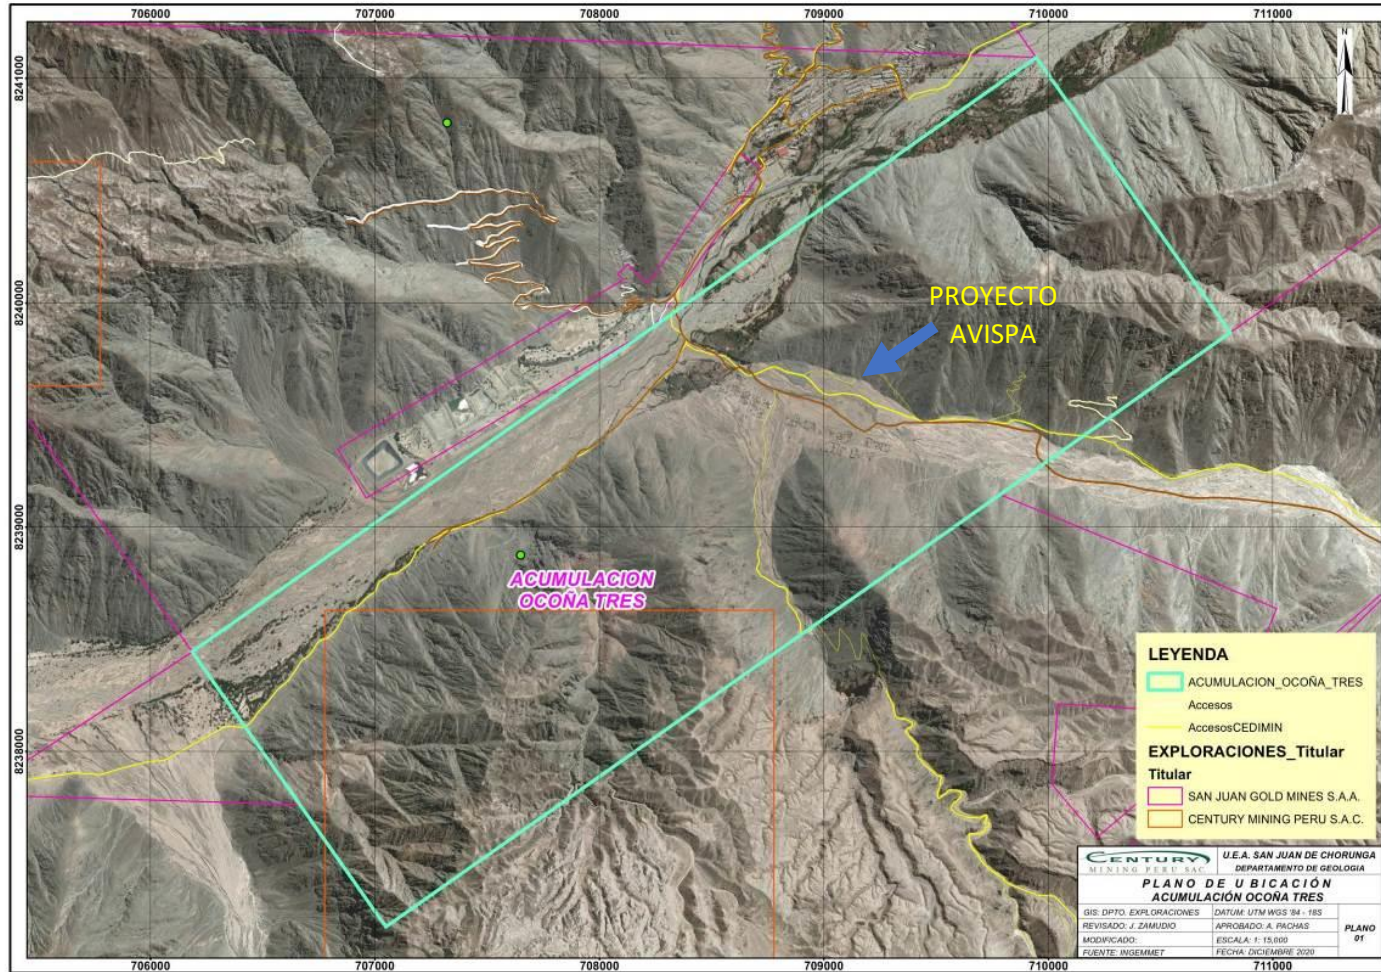 706000 707000 708000 709000 710000 711000
8241000
8240000
8239000
8238000
N
PROYECTO
AVISPA
ACUMULACION
OCOÑA TRES
LEYENDA
ACUMULACION_OCOÑA_TRES
Accesos
AccesosCEDIMIN
EXPLORACIONES_Titular
Titular
SAN JUAN GOLD MINES S.A.A.
CENTURY MINING PERU S.A.C.
CENTURY
MINING PERU SAC
U.E.A. SAN JUAN DE CHORUNGA
DEPARTAMENTO DE GEOLOGIA
PLANO DE UBICACIÓN
ACUMULACIÓN OCOÑA TRES
GIS: DPTO. EXPLORACIONES
DATUM: UTM WGS '84 - 18S
REVISADO: J. ZAMUDIO
APROBADO: A. PACHAS
MODIFICADO:
ESCALA: 1: 15,000
FUENTE: INGEMMET
FECHA: DICIEMBRE 2020
PLANO
01
706000 707000 708000 709000 710000 711000